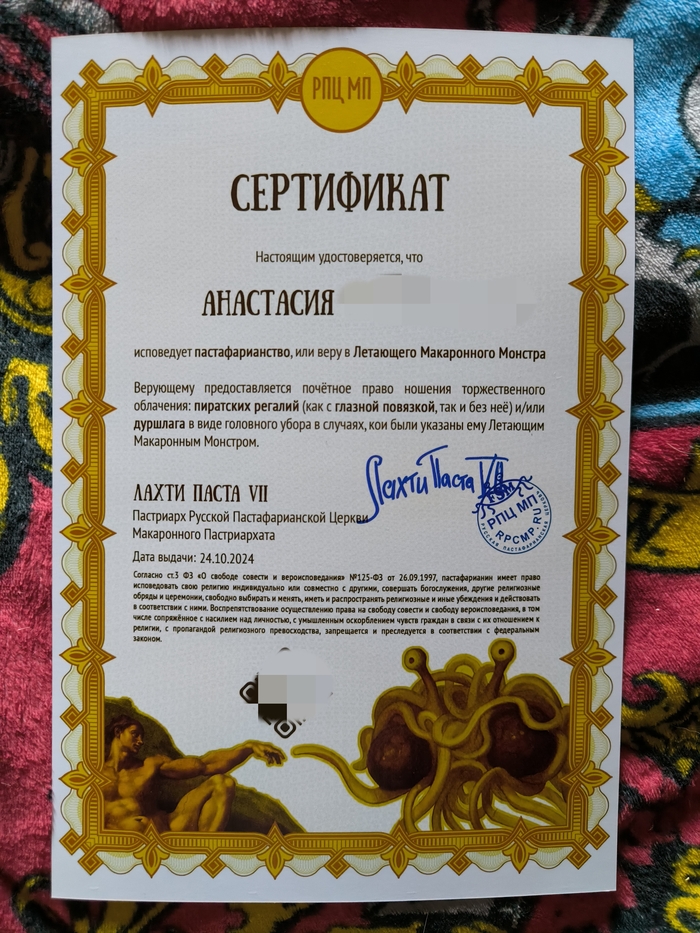 РПЦ МП
СЕРТИФИКАТ
Настоящим удостоверяется, что
АНАСТАСИЯ
исповедует пастафарианство, или веру в Летающего Макаронного Монстра
Верующему предоставляется почётное право ношения торжественного
облачения: пиратских регалий (как с глазной повязкой, так и без неё) и/или
дуршлага в виде головного убора в случаях, кои были указаны ему Летающим
Макаронным Монстром.
Лахти Паста VII
ЛАХТИ ПАСТА VII
Пастриарх Русской Пастафарианской Церкви
Макаронного Пастриархата
FSM
РПЦ МП
RPCMP.RU
Дата выдачи: 24.10.2024
Согласно ст.3 ФЗ «О свободе совести и вероисповедания» №125-ФЗ от 26.09.1997, пастафарианин имеет право
исповедовать свою религию индивидуально или совместно с другими, совершать богослужения, другие религиозные
обряды и церемонии, свободно выбирать и менять, иметь и распространять религиозные и иные убеждения и действовать
в соответствии с ними. Воспрепятствование осуществлению права на свободу совести и свободу вероисповедания, в том
числе сопряжённое с насилием над личностью, с умышленным оскорблением чувств граждан в связи с их отношением к
религии, с пропагандой религиозного превосходства, запрещается и преследуется в соответствии с федеральным
законом.